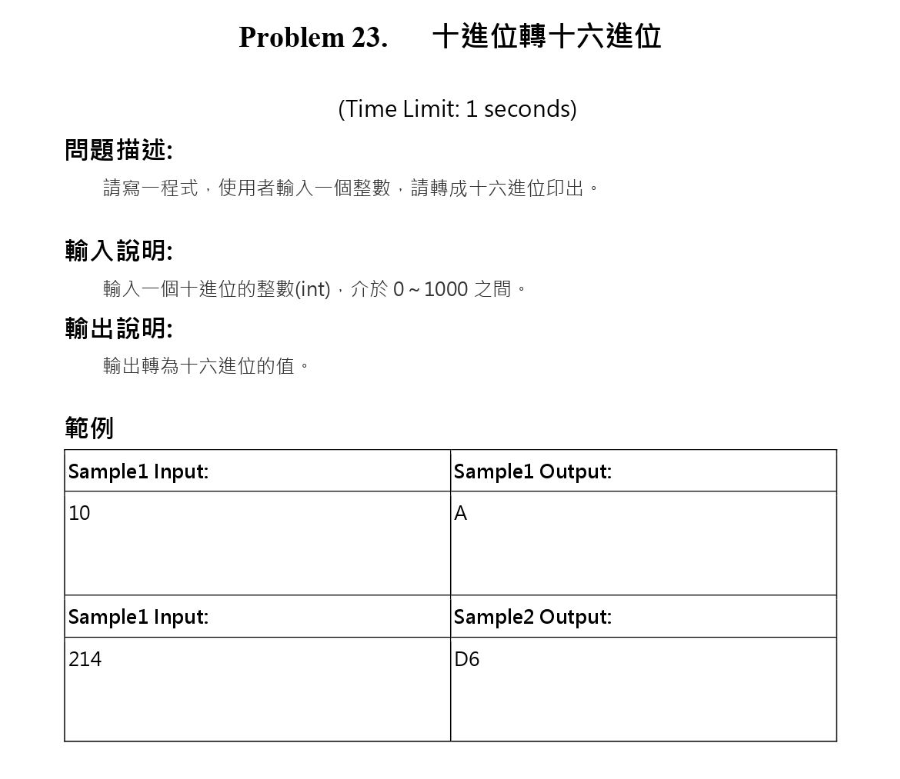 Problem 23. 十進位轉十六進位
(Time Limit: 1 seconds)
問題描述:
請寫一程式，使用者輸入一個整數，請轉成十六進位印出。
輸入說明:
輸入一個十進位的整數(int)，介於 0 ~ 1000 之間。
輸出說明:
輸出轉為十六進位的值。
範例
Sample1 Input: Sample1 Output:
10 A
Sample1 Input: Sample2 Output:
214 D6